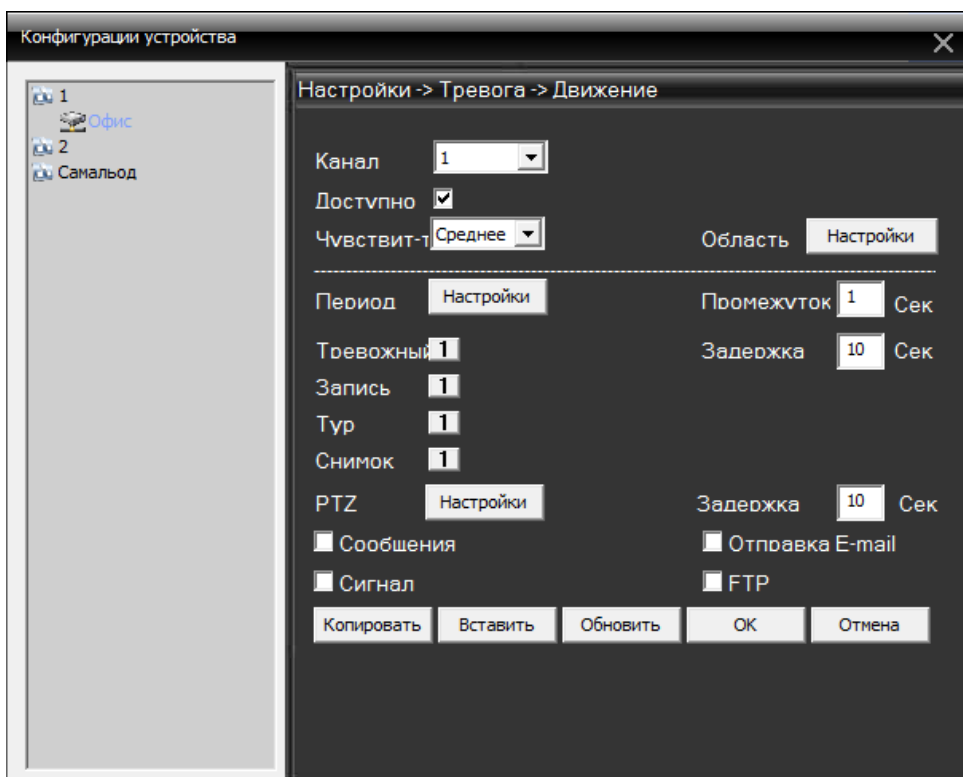 Конфигурации устройства
1
Офис
2
Самальод
Настройки -> Тревога -> Движение
Канал 1
Доступно
Чувствит-т Среднее Область Настройки
Период Настройки Промежуток 1 Сек
Тревожный 1 Задержка 10 Сек
Запись 1
Тур 1
Снимок 1
PTZ Настройки Задержка 10 Сек
Сообщения Отправка E-mail
Сигнал FTP
Копировать Вставить Обновить OK Отмена